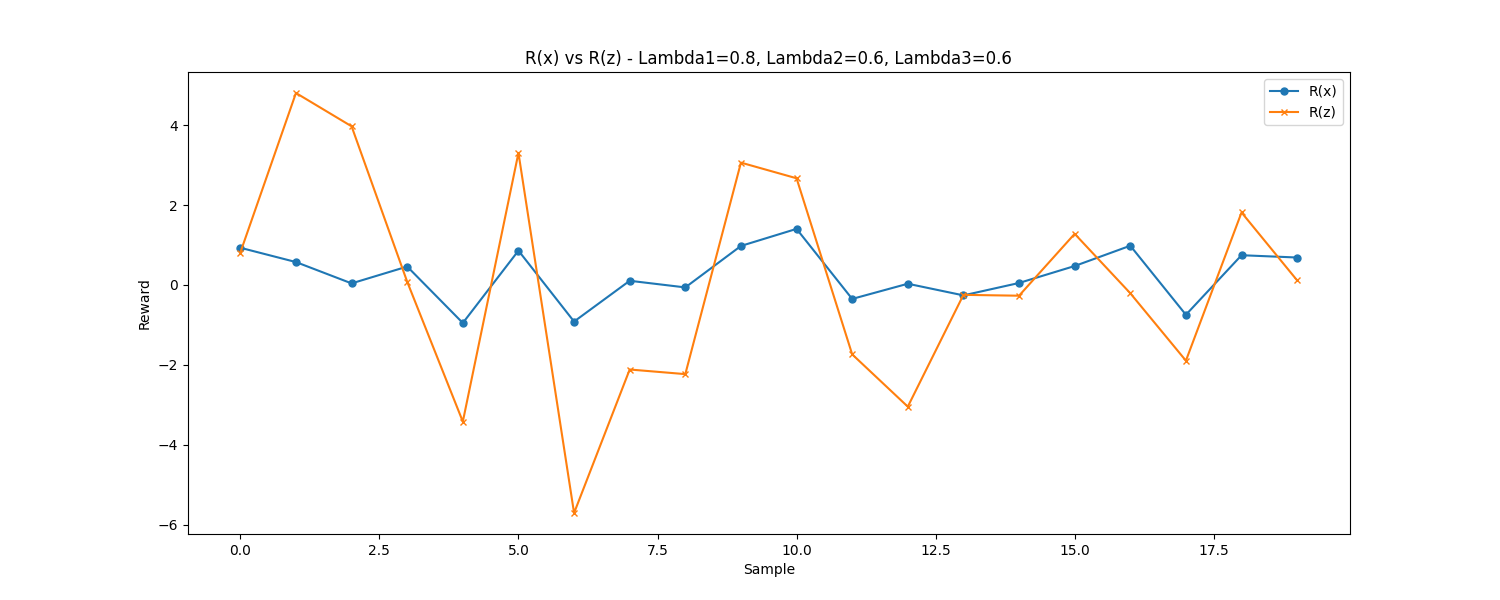 R(x) vs R(z) - Lambda1=0.8, Lambda2=0.6, Lambda3=0.6
R(x)
R(z)
Reward
4
2
0
−2
−4
−6
0.0 2.5 5.0 7.5 10.0 12.5 15.0 17.5
Sample